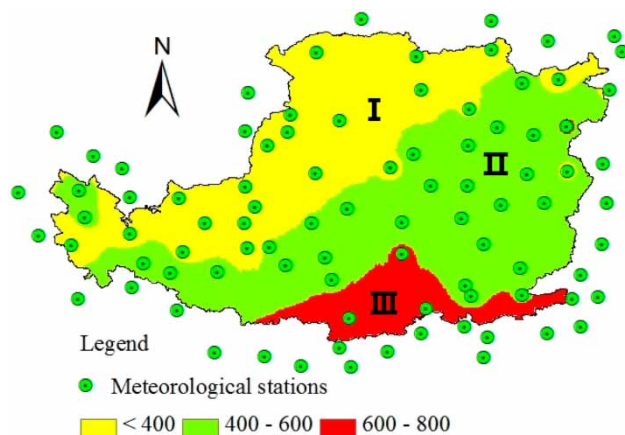 N
I
II
III
Legend
Meteorological stations
< 400 400 - 600 600 - 800